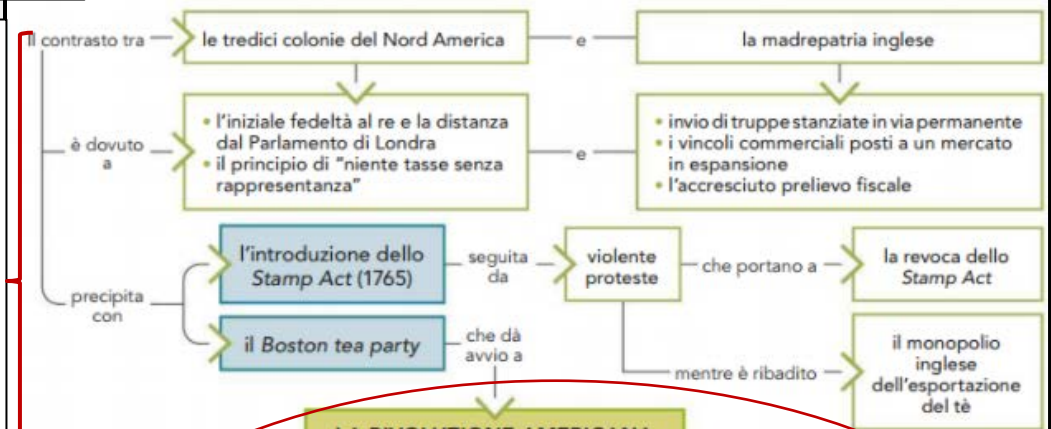 Il contrasto tra
le tredici colonie del Nord America
e
la madrepatria inglese
è dovuto
a
• l'iniziale fedeltà al re e la distanza
dal Parlamento di Londra
• il principio di "niente tasse senza
rappresentanza"
e
• invio di truppe stanziate in via permanente
• i vincoli commerciali posti a un mercato
in espansione
• l'accresciuto prelievo fiscale
precipita
con
l'introduzione dello
Stamp Act (1765)
seguita
da
violente
proteste
che portano a
la revoca dello
Stamp Act
mentre è ribadito
il monopolio
inglese
dell'esportazione
del tè
il Boston tea party
che dà
avvio a